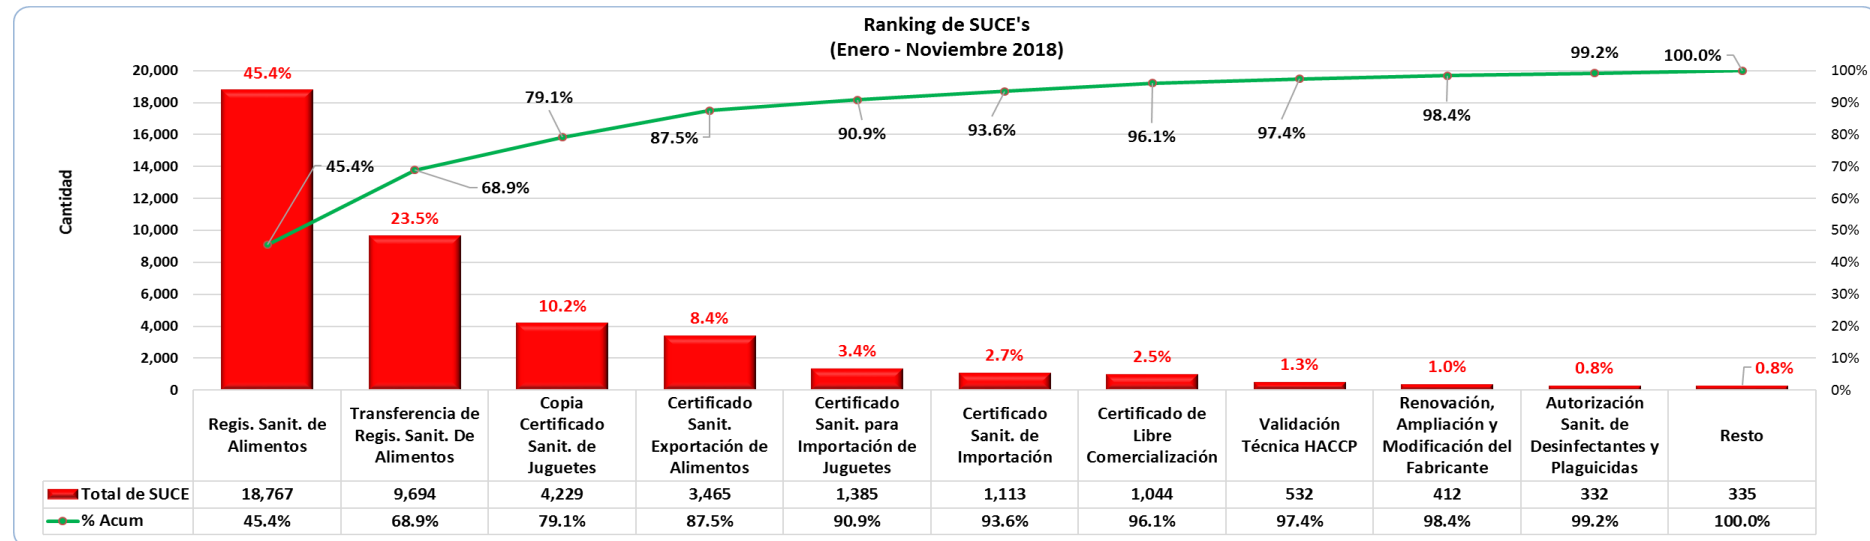 Ranking de SUCE's
(Enero - Noviembre 2018)
Cantidad
20,000
18,000
16,000
14,000
12,000
10,000
8,000
6,000
4,000
2,000
0
100%
90%
80%
70%
60%
50%
40%
30%
20%
10%
0%
45.4%
23.5%
10.2%
8.4%
3.4%
2.7%
2.5%
1.3%
1.0%
0.8%
0.8%
45.4%
68.9%
79.1%
87.5%
90.9%
93.6%
96.1%
97.4%
98.4%
99.2%
100.0%
Regis. Sanit. de
Alimentos
Transferencia de
Regis. Sanit. De
Alimentos
Copia
Certificado
Sanit. de
Juguetes
Certificado
Sanit.
Exportación de
Alimentos
Certificado
Sanit. para
Importación de
Juguetes
Certificado
Sanit. de
Importación
Certificado de
Libre
Comercialización
Validación
Técnica HACCP
Renovación,
Ampliación y
Modificación del
Fabricante
Autorización
Sanit. de
Desinfectantes y
Plaguicidas
Resto
Total de SUCE 18,767 9,694 4,229 3,465 1,385 1,113 1,044 532 412 332 335
% Acum 45.4% 68.9% 79.1% 87.5% 90.9% 93.6% 96.1% 97.4% 98.4% 99.2% 100.0%